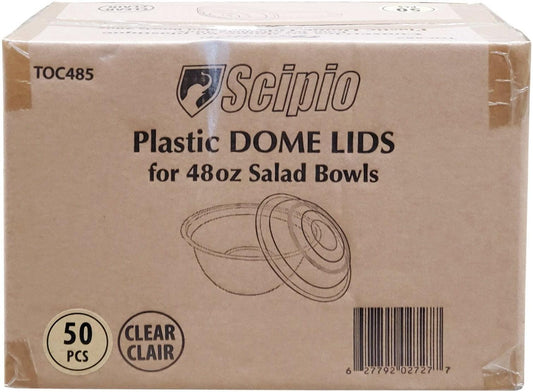 TOC485
Scipio
Plastic DOME LIDS
for 48oz Salad Bowls
50
PCS
CLEAR
CLAIR
6 27792 02727 7